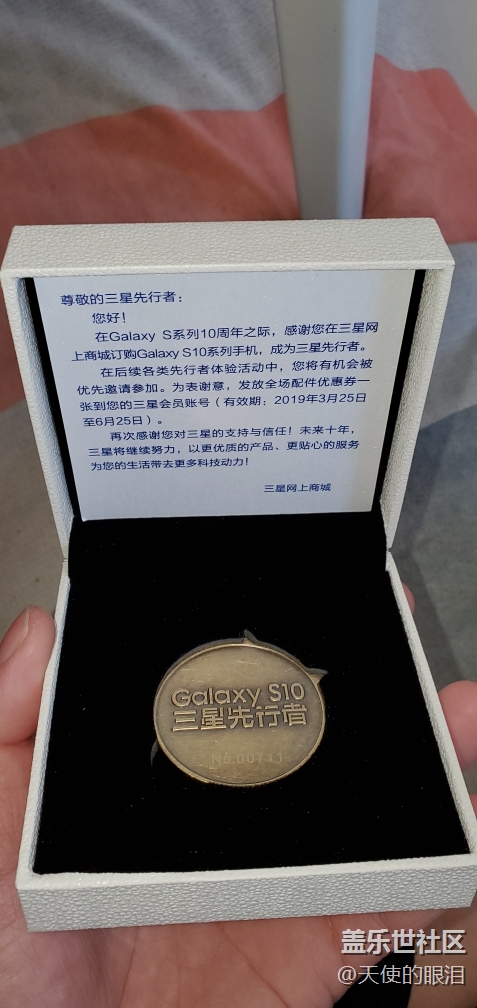 尊敬的三星先行者：
您好！
在Galaxy S系列10周年之际，感谢您在三星网
上商城订购Galaxy S10系列手机，成为三星先行者。
在后续各类先行者体验活动中，您将有机会被
优先邀请参加。为表谢意，发放全场配件优惠券一
张到您的三星会员账号（有效期：2019年3月25日
至6月25日）。
再次感谢您对三星的支持与信任！未来十年，
三星将继续努力，以更优质的产品、更贴心的服务
为您的生活带去更多科技动力！
三星网上商城
Galaxy S10
三星先行者
盖乐世社区
@天使的眼泪